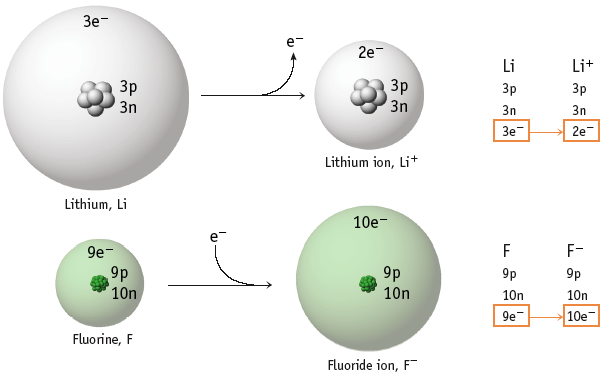 3e⁻
3p
3n
Lithium, Li
e⁻
2e⁻
3p
3n
Lithium ion, Li⁺
Li Li⁺
3p 3p
3n 3n
3e⁻ 2e⁻
9e⁻
9p
10n
Fluorine, F
e⁻
10e⁻
9p
10n
Fluoride ion, F⁻
F F⁻
9p 9p
10n 10n
9e⁻ 10e⁻